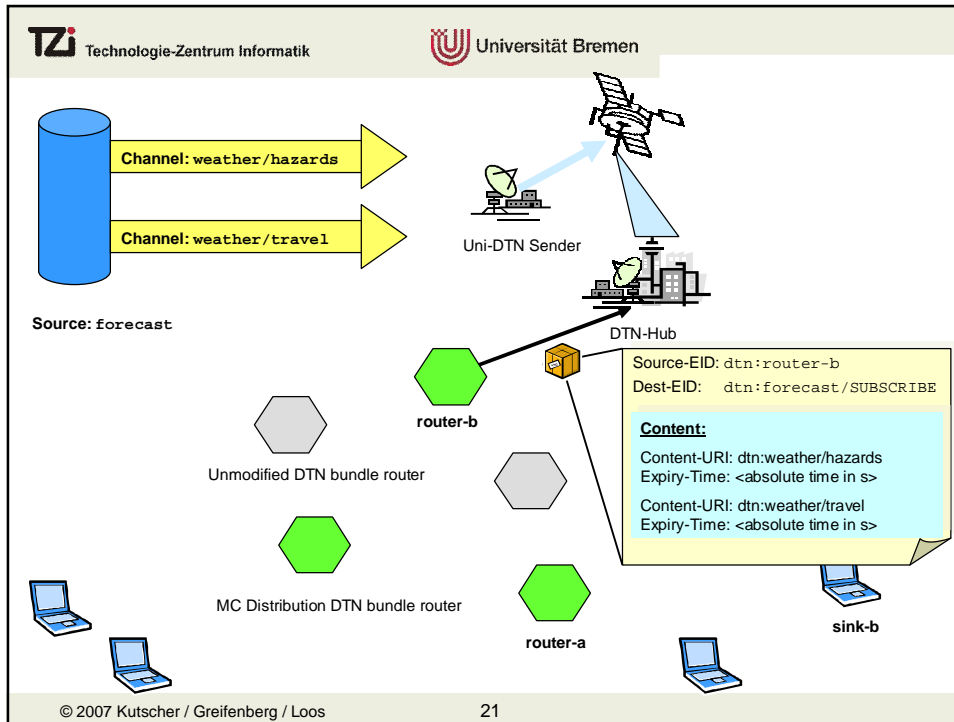 TZi Technologie-Zentrum Informatik
Universität Bremen
Channel: weather/hazards
Channel: weather/travel
Source: forecast
Uni-DTN Sender
DTN-Hub
Source-EID: dtn:router-b
Dest-EID: dtn:forecast/SUBSCRIBE
Content:
Content-URI: dtn:weather/hazards
Expiry-Time: <absolute time in s>
Content-URI: dtn:weather/travel
Expiry-Time: <absolute time in s>
router-b
Unmodified DTN bundle router
MC Distribution DTN bundle router
router-a
sink-b
© 2007 Kutscher / Greifenberg / Loos
21